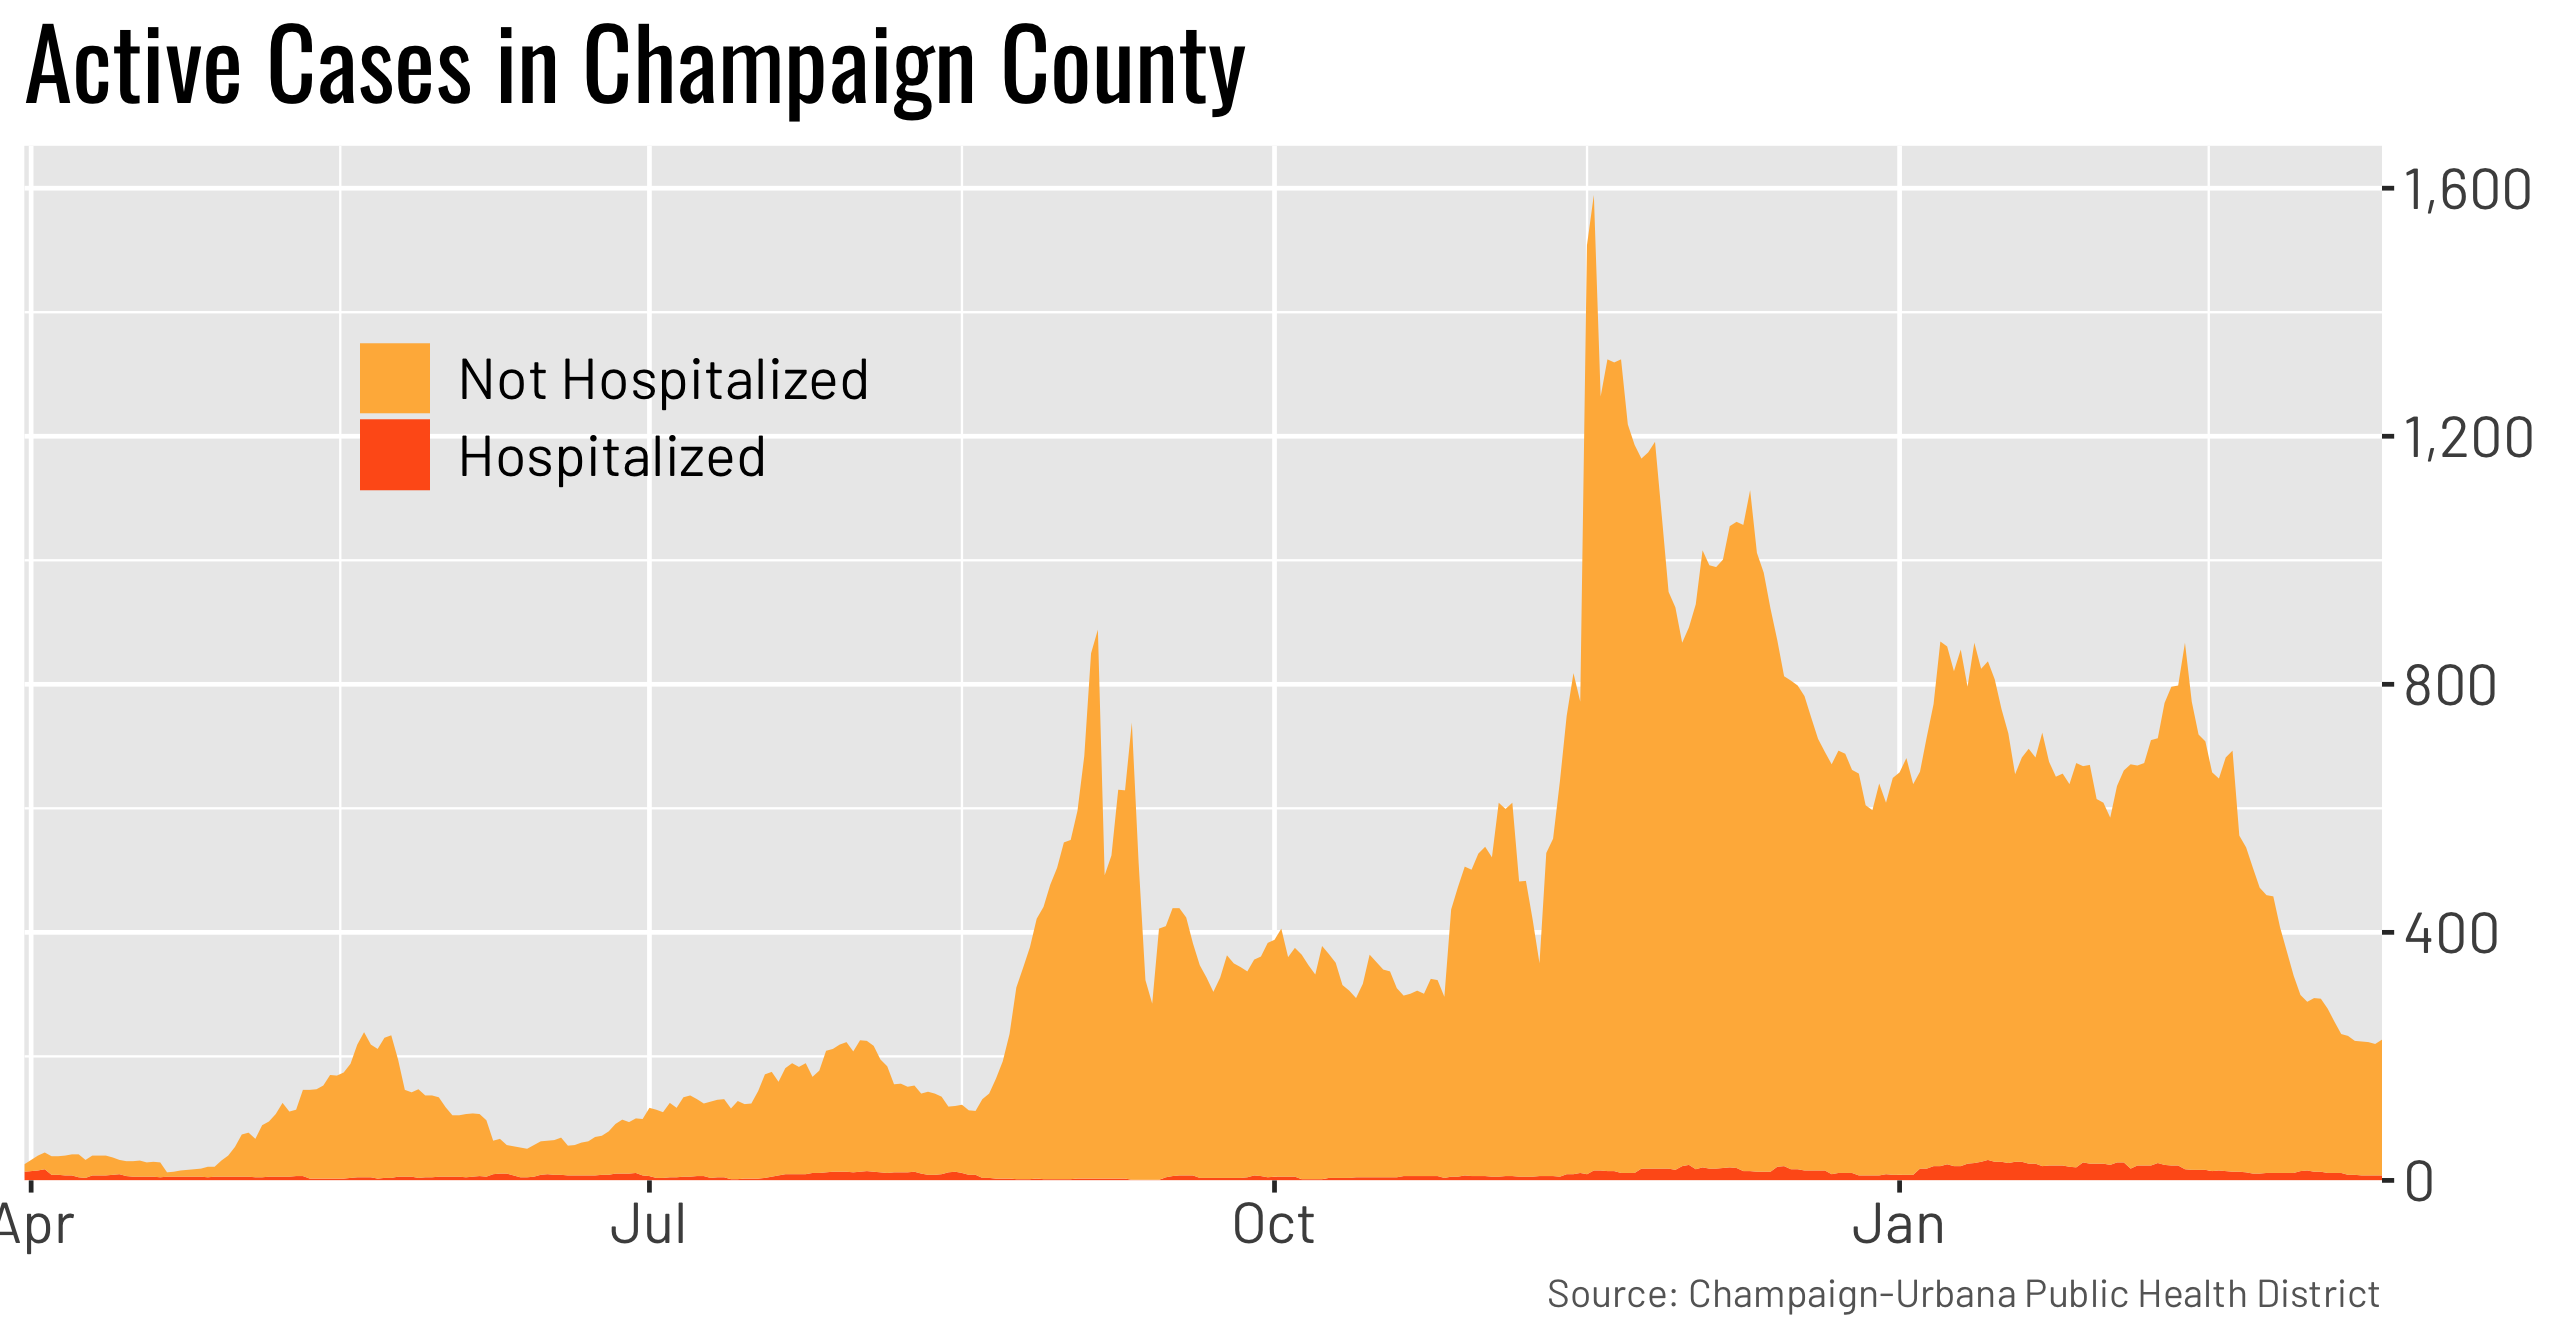 Active Cases in Champaign County
1,600
Not Hospitalized
1,200
Hospitalized
800
400
0
Apr Jul Oct Jan
Source: Champaign-Urbana Public Health District